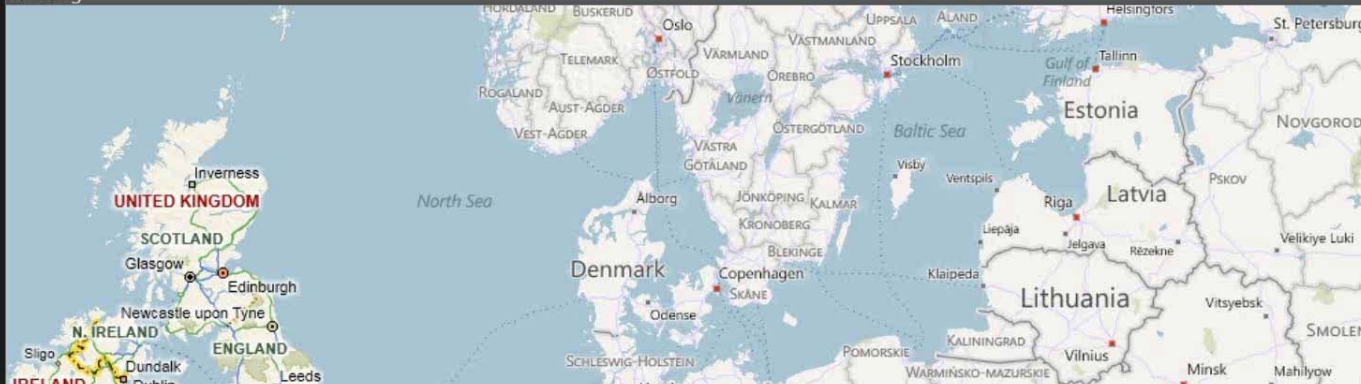 HORDALAND
BUSKERUD
Oslo
UPPSALA
ÅLAND
Helsingfors
St. Petersburg
VÄSTMANLAND
VÄRMLAND
TELEMARK
Stockholm
Tallinn
Gulf of
Finland
ØSTFOLD
ÖREBRO
ROGALAND
Vänern
AUST-AGDER
Estonia
NOVGOROD
VEST-AGDER
ÖSTERGÖTLAND
Baltic Sea
VÄSTRA
GÖTALAND
Visby
Ventspils
PSKOV
Inverness
UNITED KINGDOM
North Sea
Ålborg
JÖNKÖPING
KALMAR
Riga
Latvia
SCOTLAND
KRONOBERG
Liepāja
Jelgava
Rēzekne
Velikiye Luki
BLEKINGE
Glasgow
Edinburgh
Denmark
Copenhagen
Klaipeda
SKÅNE
Lithuania
Vitsyebsk
Newcastle upon Tyne
Odense
N. IRELAND
ENGLAND
KALININGRAD
SMOLEN
Sligo
Dundalk
SCHLESWIG-HOLSTEIN
POMORSKIE
Vilnius
WARMIŃSKO-MAZURSKIE
Minsk
Mahilyow
IRELAND
Dublin
Leeds